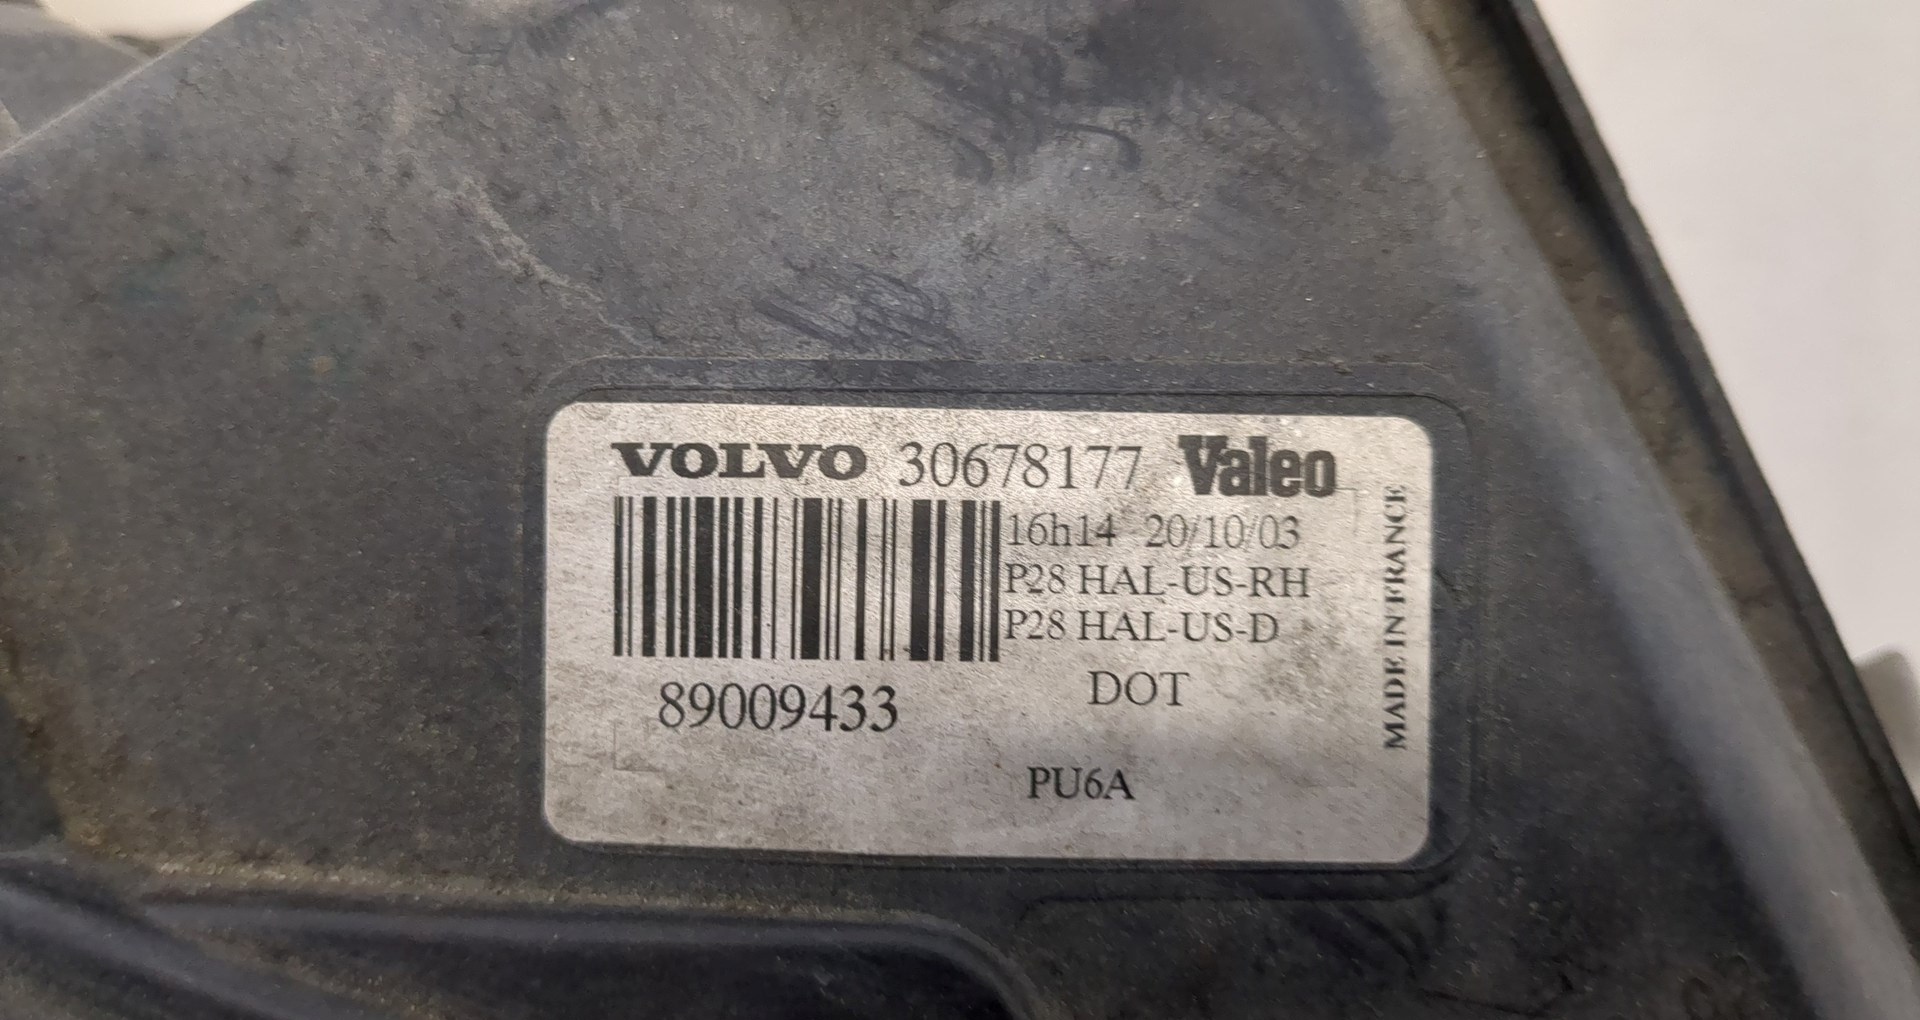 VOLVO 30678177 Valeo
16h14 20/10/03
P28 HAL-US-RH
P28 HAL-US-D
89009433
DOT
PU6A
MADE IN FRANCE